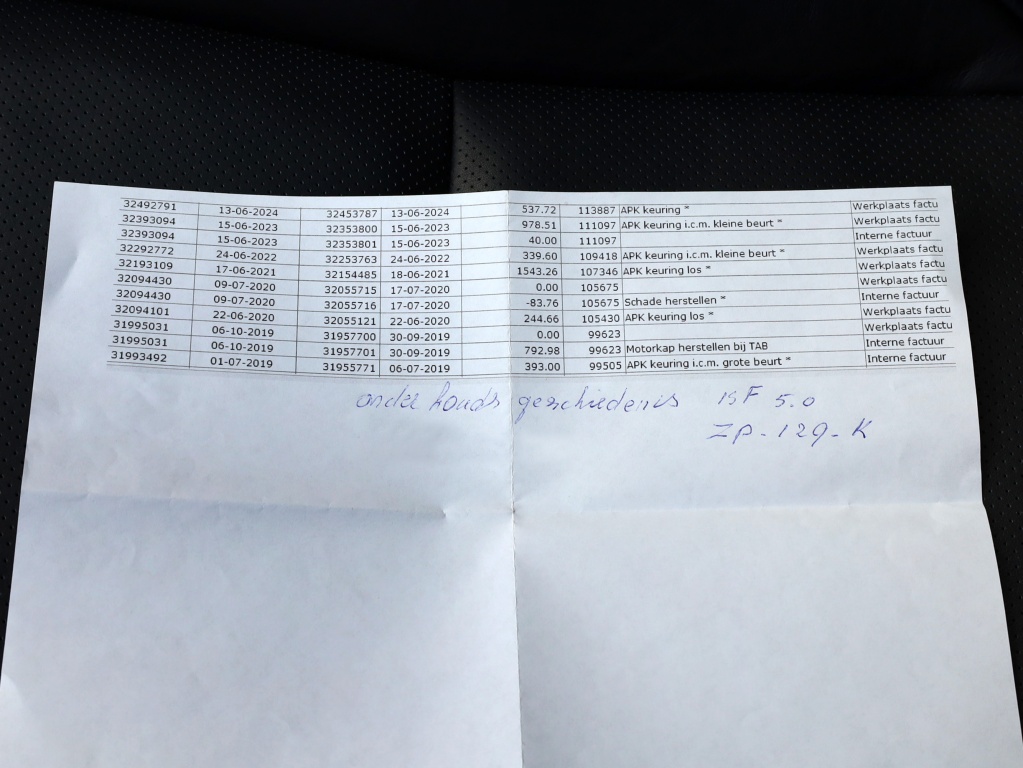 32492791 13-06-2024 32453787 13-06-2024 537.72 113887 APK keuring * Werkplaats factu
32393094 15-06-2023 32353800 15-06-2023 978.51 111097 APK keuring i.c.m. kleine beurt * Werkplaats factu
32393094 15-06-2023 32353801 15-06-2023 40.00 111097 Interne factuur
32292772 24-06-2022 32253763 24-06-2022 339.60 109418 APK keuring i.c.m. kleine beurt * Werkplaats factu
32193109 17-06-2021 32154485 18-06-2021 1543.26 107346 APK keuring los * Werkplaats factu
32094430 09-07-2020 32055715 17-07-2020 0.00 105675 Werkplaats factu
32094430 09-07-2020 32055716 17-07-2020 -83.76 105675 Schade herstellen * Interne factuur
32094101 22-06-2020 32055121 22-06-2020 244.66 105430 APK keuring los * Werkplaats factu
31995031 06-10-2019 31957700 30-09-2019 0.00 99623 Werkplaats factu
31995031 06-10-2019 31957701 30-09-2019 792.98 99623 Motorkap herstellen bij TAB Interne factuur
31993492 01-07-2019 31955771 06-07-2019 393.00 99505 APK keuring i.c.m. grote beurt * Interne factuur
onderhouds geschiedenis ISF 5.0
ZP-129-K